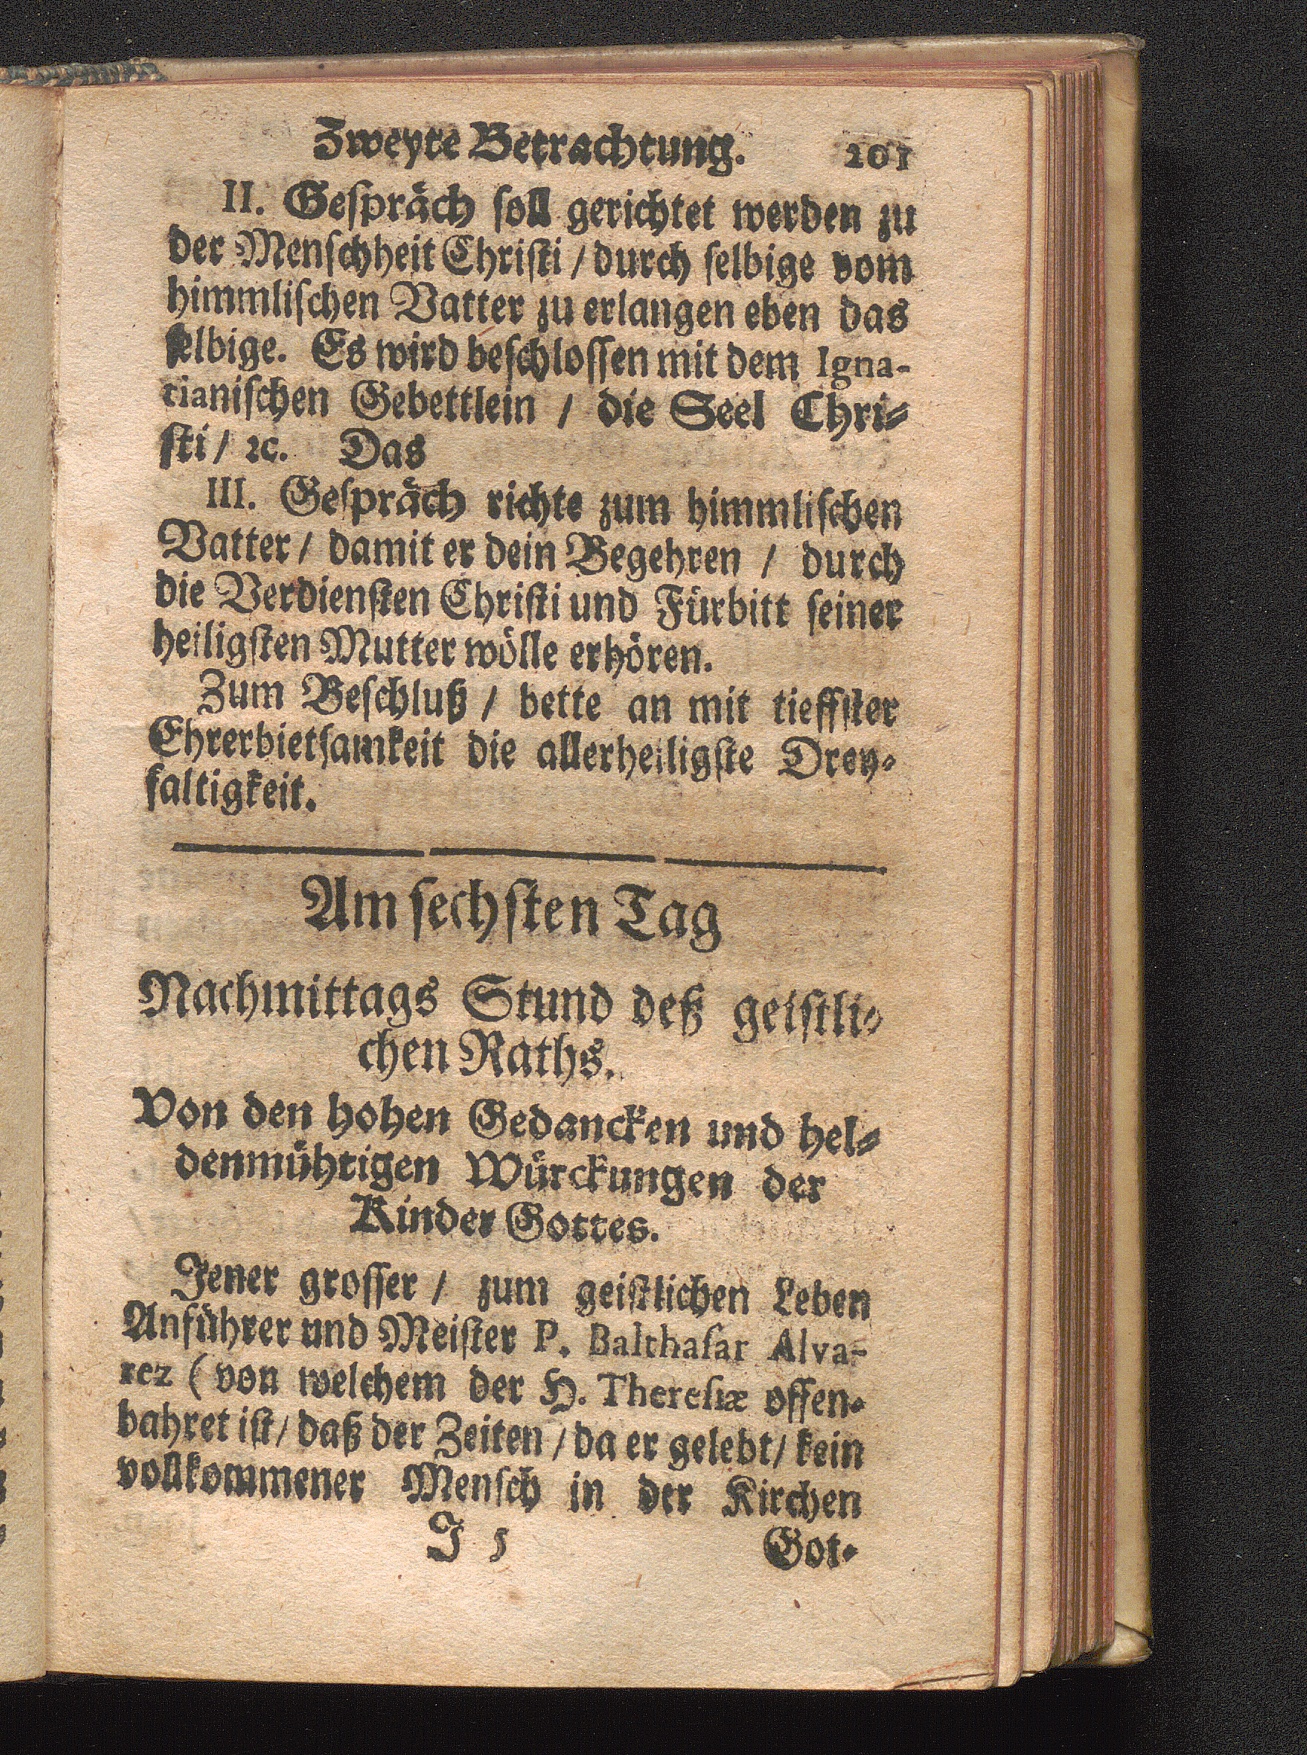 Zweyte Betrachtung. 201
II. Geſpräch ſoll gerichtet werden zu
der Menſchheit Chriſti / durch ſelbige vom
himmliſchen Vatter zu erlangen eben das
ſelbige. Es wird beſchloſſen mit dem Igna-
tianiſchen Gebettlein / die Seel Chri-
ſti / ꝛc. Das
III. Geſpräch richte zum himmliſchen
Vatter / damit er dein Begehren / durch
die Verdienſten Chriſti und Fürbitt ſeiner
heiligſten Mutter wölle erhören.
Zum Beſchluß / bette an mit tieffſter
Ehrerbietſamkeit die allerheiligſte Drey-
faltigkeit.
Am ſechſten Tag
Nachmittags Stund deß geiſtli-
chen Raths.
Von den hohen Gedancken und hel-
denmühtigen Würckungen der
Kinder Gottes.
Jener groſſer / zum geiſtlichen Leben
Anführer und Meiſter P. Balthaſar Alva-
rez (von welchem der H. Thereſiæ offen-
bahret iſt / daß der Zeiten / da er gelebt / kein
vollkommener Menſch in der Kirchen
J 5 Got-